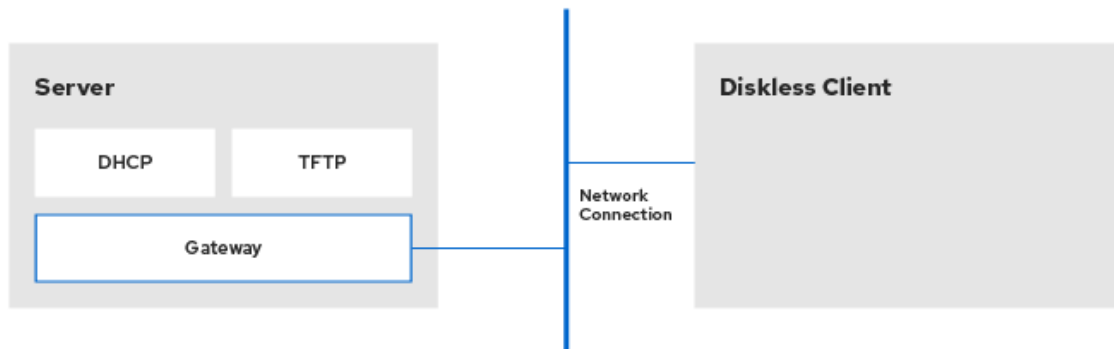 Server
DHCP
TFTP
Gateway
Network
Connection
Diskless Client